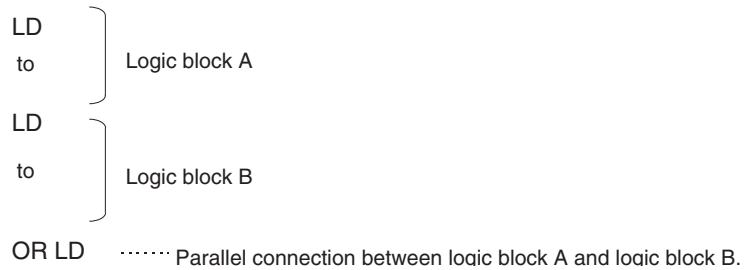 LD
to
Logic block A
LD
to
Logic block B
OR LD ........ Parallel connection between logic block A and logic block B.